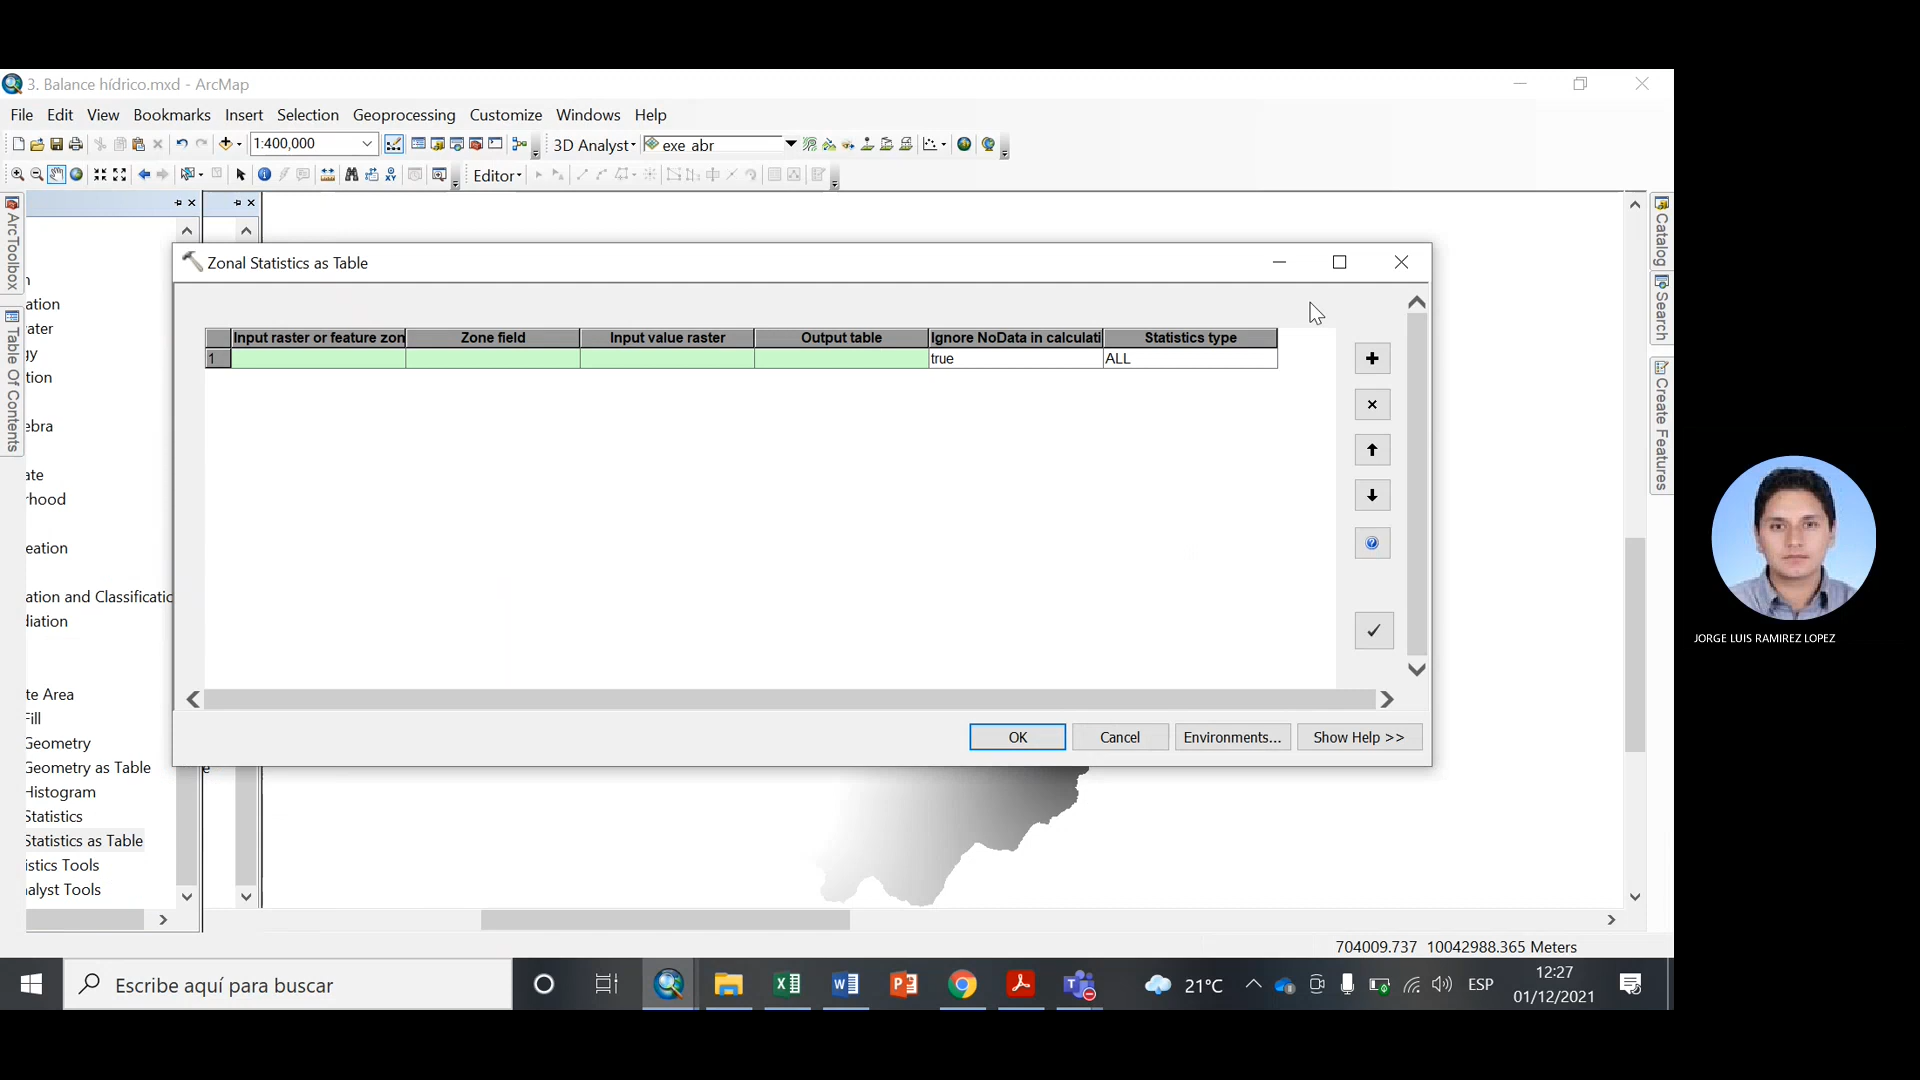 3. Balance hídrico.mxd - ArcMap
File Edit View Bookmarks Insert Selection Geoprocessing Customize Windows Help
1:400,000
3D Analyst
exe abr
Editor
ArcToolbox
Table Of Contents
Catalog
Search
Create Features
ation
ater
gy
tion
ebra
ate
rhood
eation
ation and Classificatio
diation
te Area
Fill
Geometry
Geometry as Table
Histogram
Statistics
Statistics as Table
istics Tools
nalyst Tools
e
Zonal Statistics as Table
Input raster or feature zon Zone field Input value raster Output table Ignore NoData in calculati Statistics type
1 true ALL
OK Cancel Environments... Show Help >>
704009.737 10042988.365 Meters
Escribe aquí para buscar
21°C
ESP
12:27
01/12/2021
JORGE LUIS RAMIREZ LOPEZ